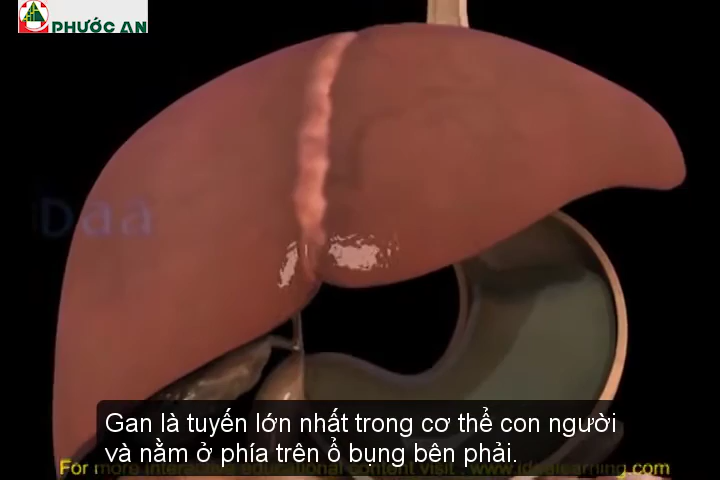 PHƯỚC AN
Gan là tuyến lớn nhất trong cơ thể con người
và nằm ở phía trên ổ bụng bên phải.
For more interactive educational content visit : www.idaalearning.com